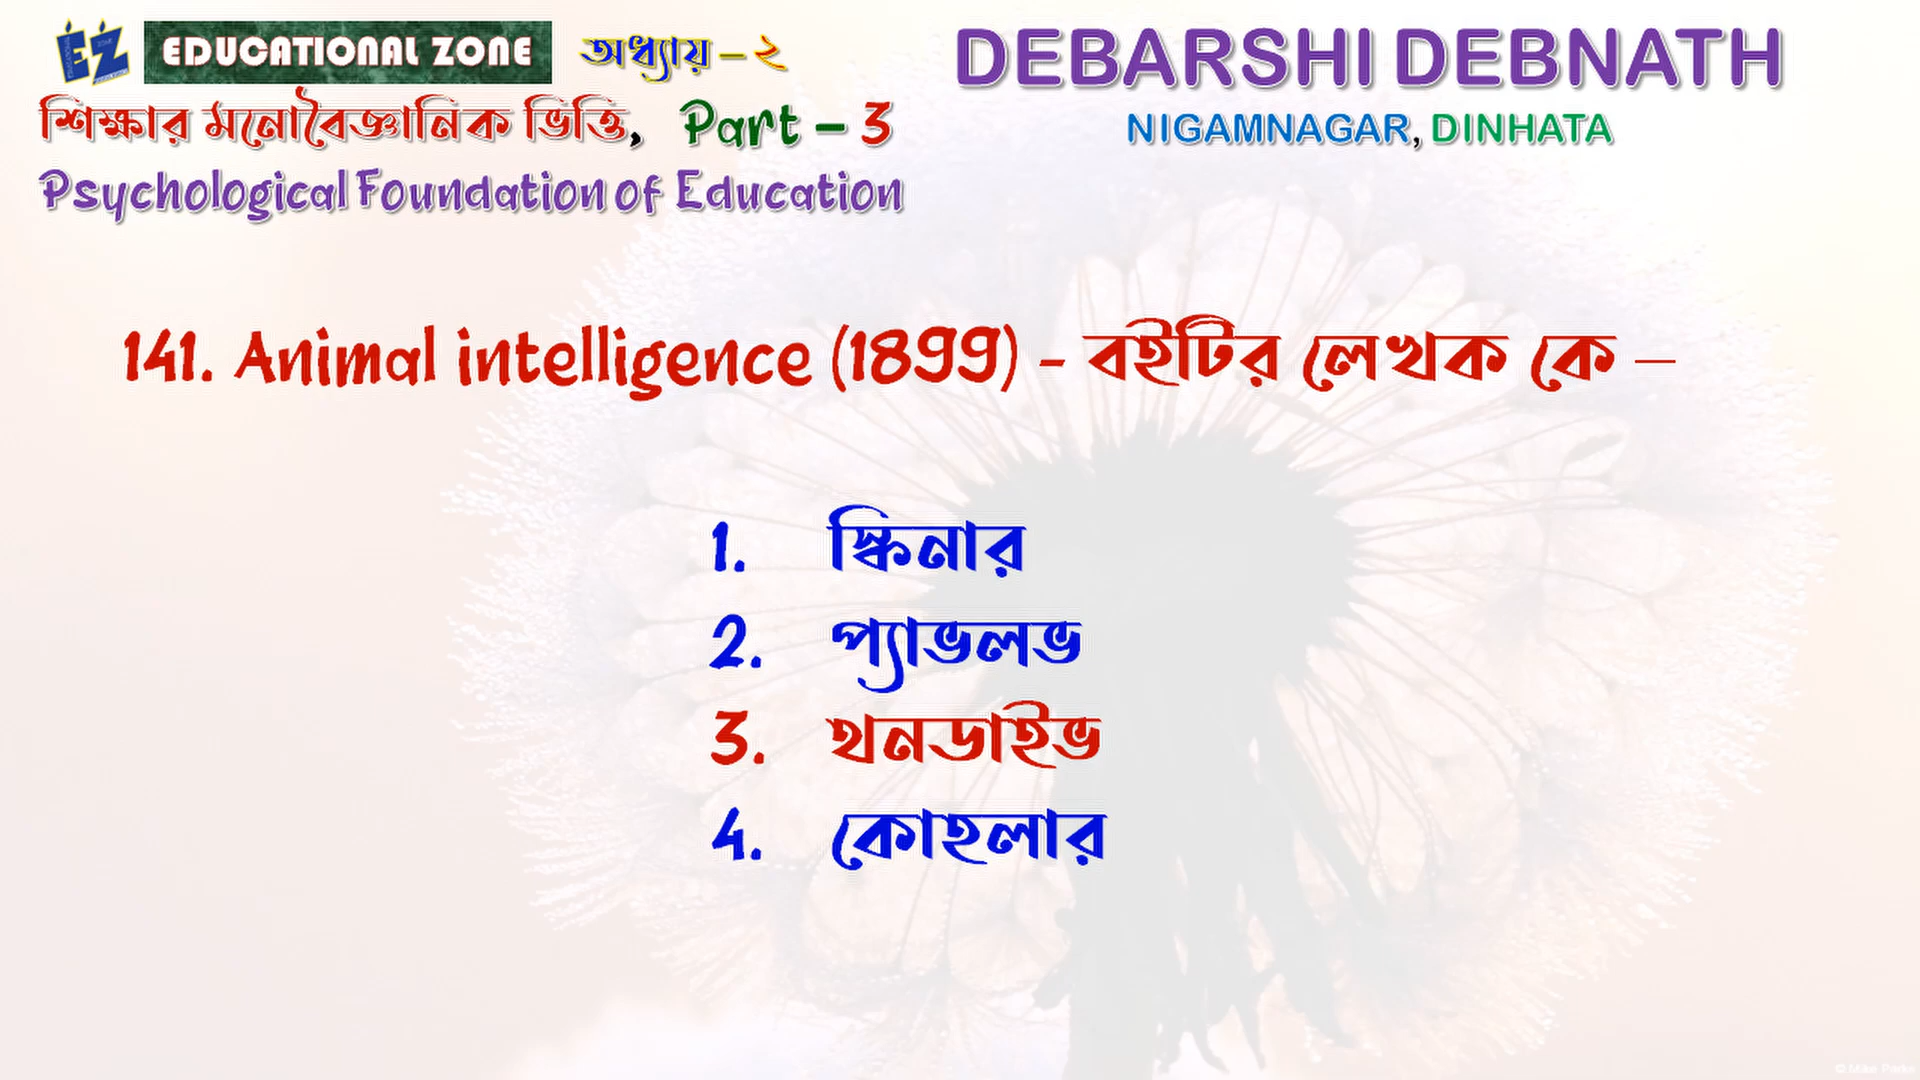 EZ EDUCATIONAL ZONE অধ্যায় – ২
DEBARSHI DEBNATH
শিক্ষার মনোবৈজ্ঞানিক ভিত্তি, Part – 3
NIGAMNAGAR, DINHATA
Psychological Foundation of Education
141. Animal intelligence (1899) - বইটির লেখক কে –
1. স্কিনার
2. প্যাভলভ
3. থনডাইভ
4. কোহলার